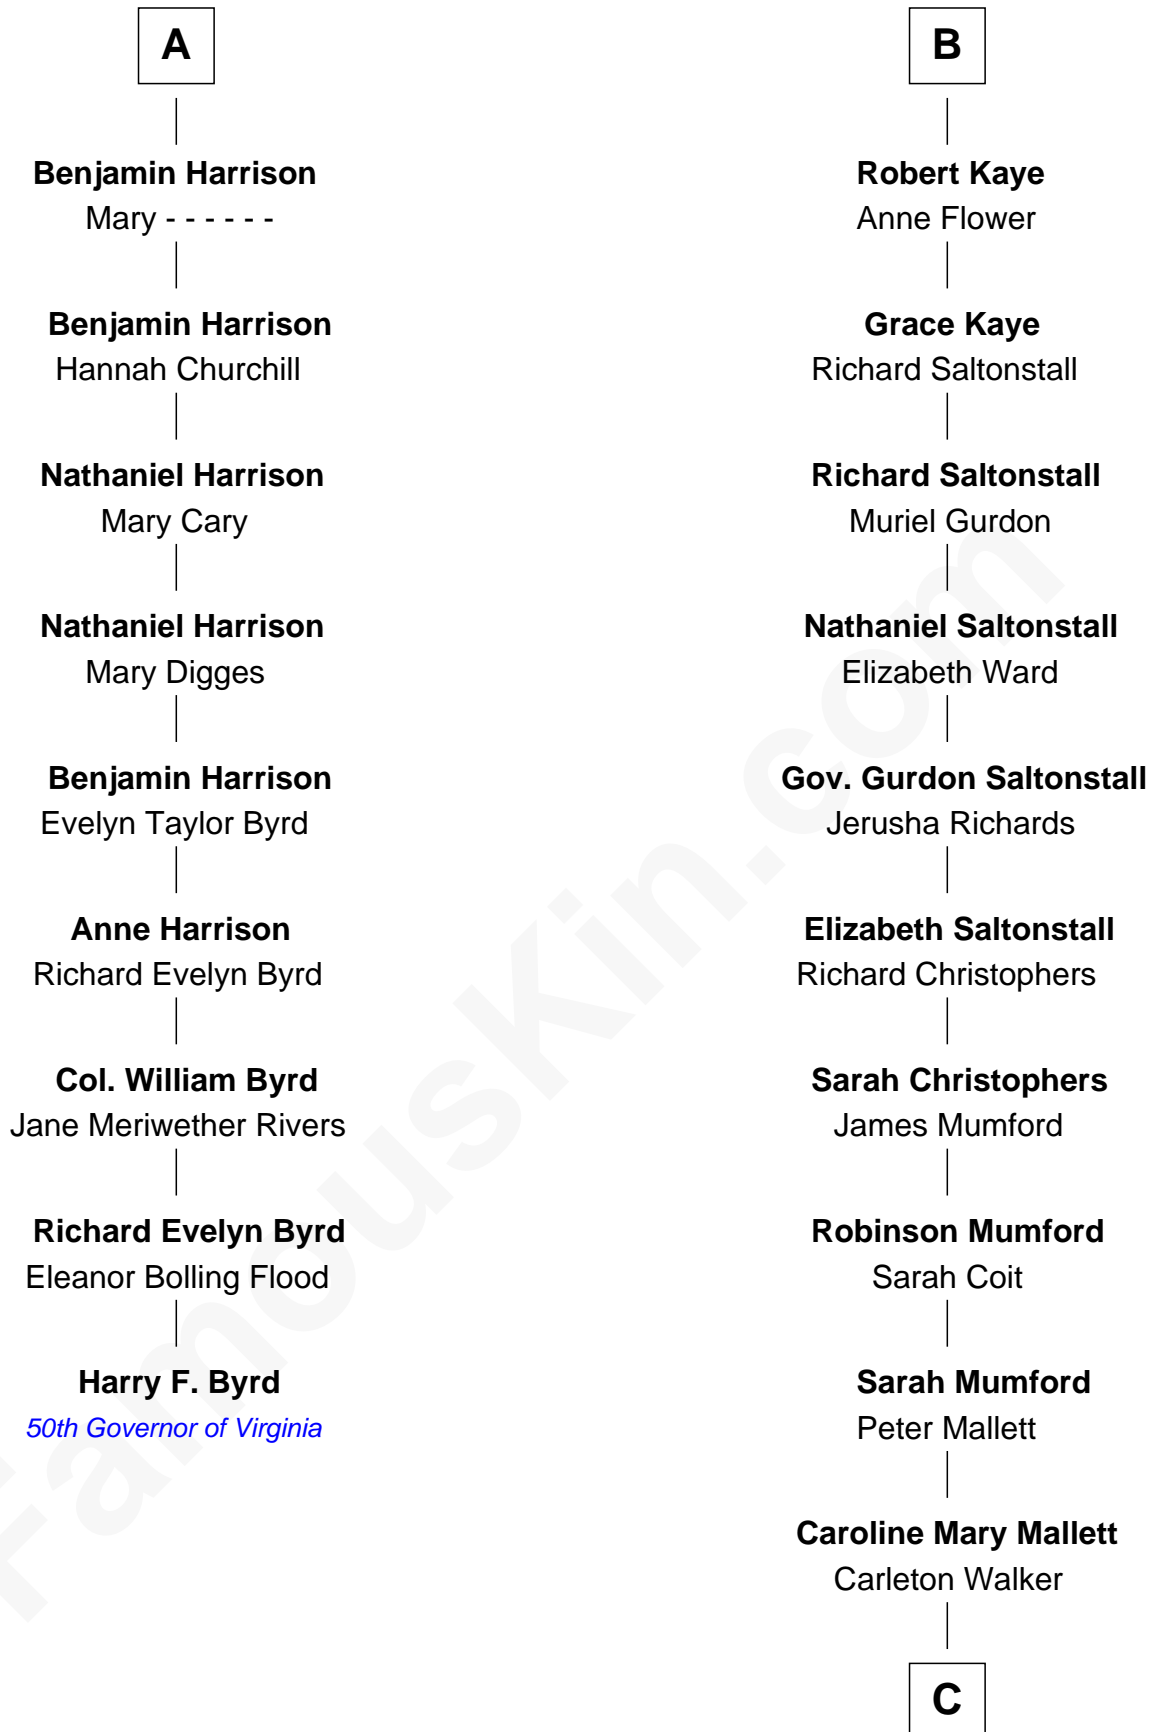 A
Benjamin Harrison
Mary - - - - - -
Benjamin Harrison
Hannah Churchill
Nathaniel Harrison
Mary Cary
Nathaniel Harrison
Mary Digges
Benjamin Harrison
Evelyn Taylor Byrd
Anne Harrison
Richard Evelyn Byrd
Col. William Byrd
Jane Meriwether Rivers
Richard Evelyn Byrd
Eleanor Bolling Flood
Harry F. Byrd
50th Governor of Virginia
B
Robert Kaye
Anne Flower
Grace Kaye
Richard Saltonstall
Richard Saltonstall
Muriel Gurdon
Nathaniel Saltonstall
Elizabeth Ward
Gov. Gurdon Saltonstall
Jerusha Richards
Elizabeth Saltonstall
Richard Christophers
Sarah Christophers
James Mumford
Robinson Mumford
Sarah Coit
Sarah Mumford
Peter Mallett
Caroline Mary Mallett
Carleton Walker
C
FamousKin.com